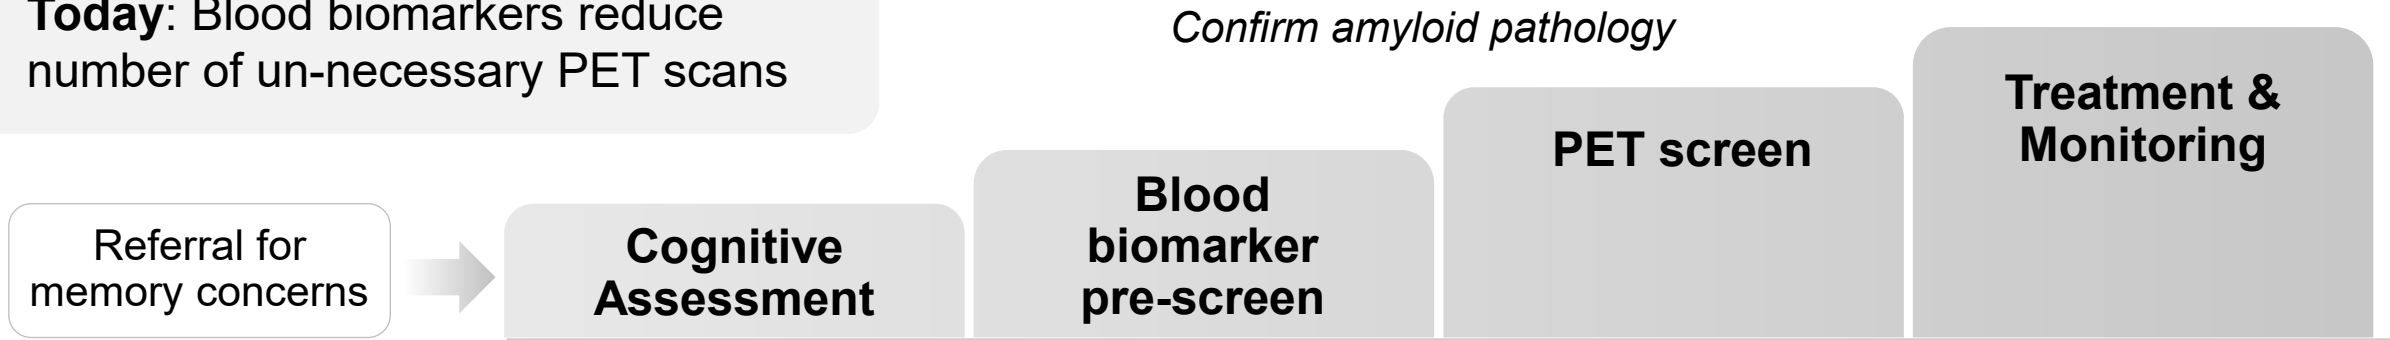 Today: Blood biomarkers reduce
number of un-necessary PET scans
Confirm amyloid pathology
Referral for
memory concerns
Cognitive
Assessment
Blood
biomarker
pre-screen
PET screen
Treatment &
Monitoring